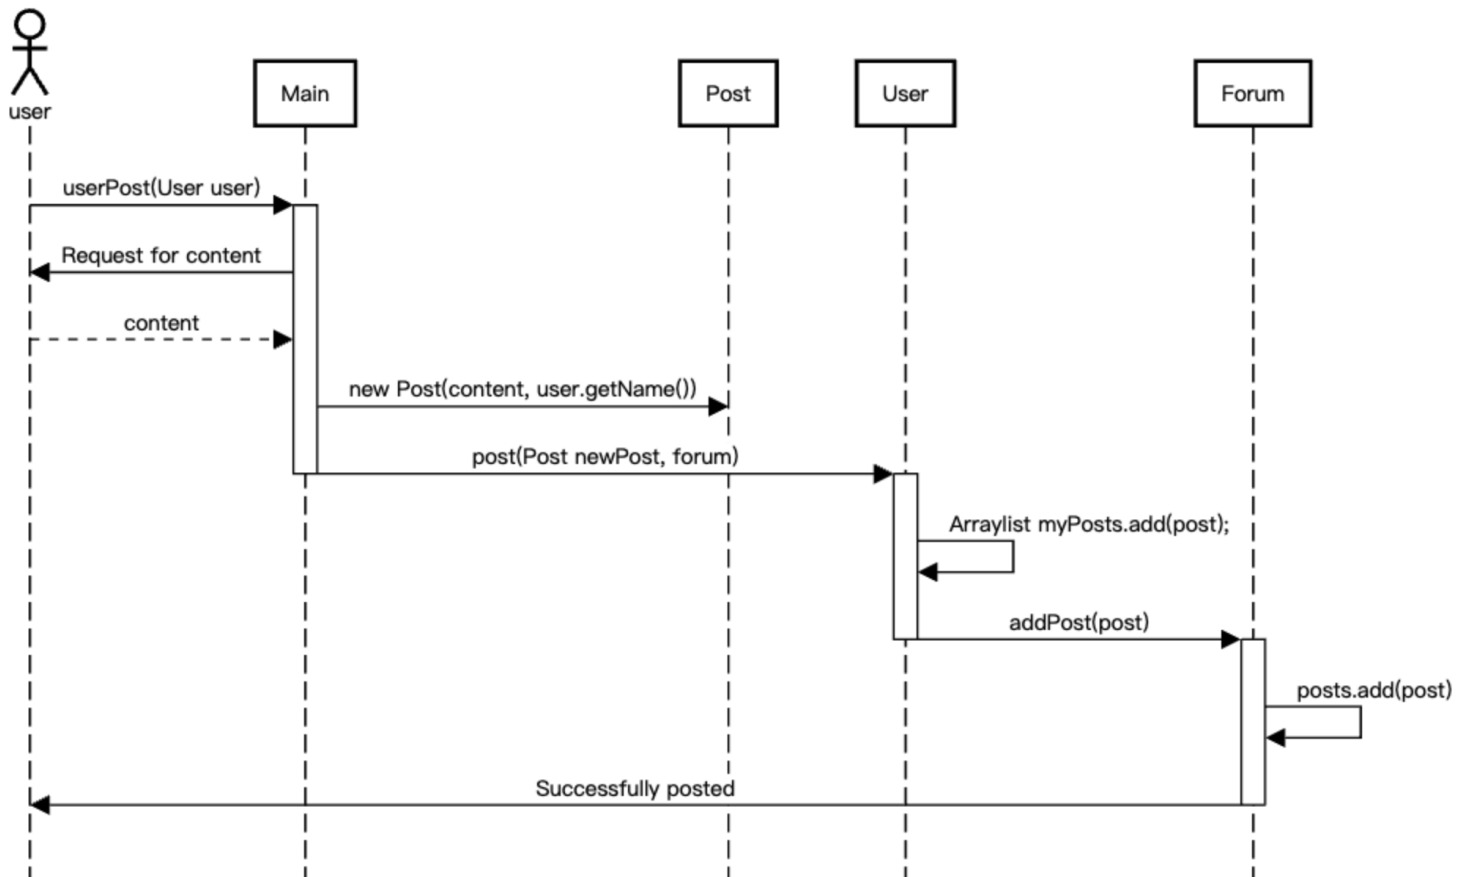 user
Main
Post
User
Forum
userPost(User user)
Request for content
content
new Post(content, user.getName())
post(Post newPost, forum)
Arraylist myPosts.add(post);
addPost(post)
posts.add(post)
Successfully posted